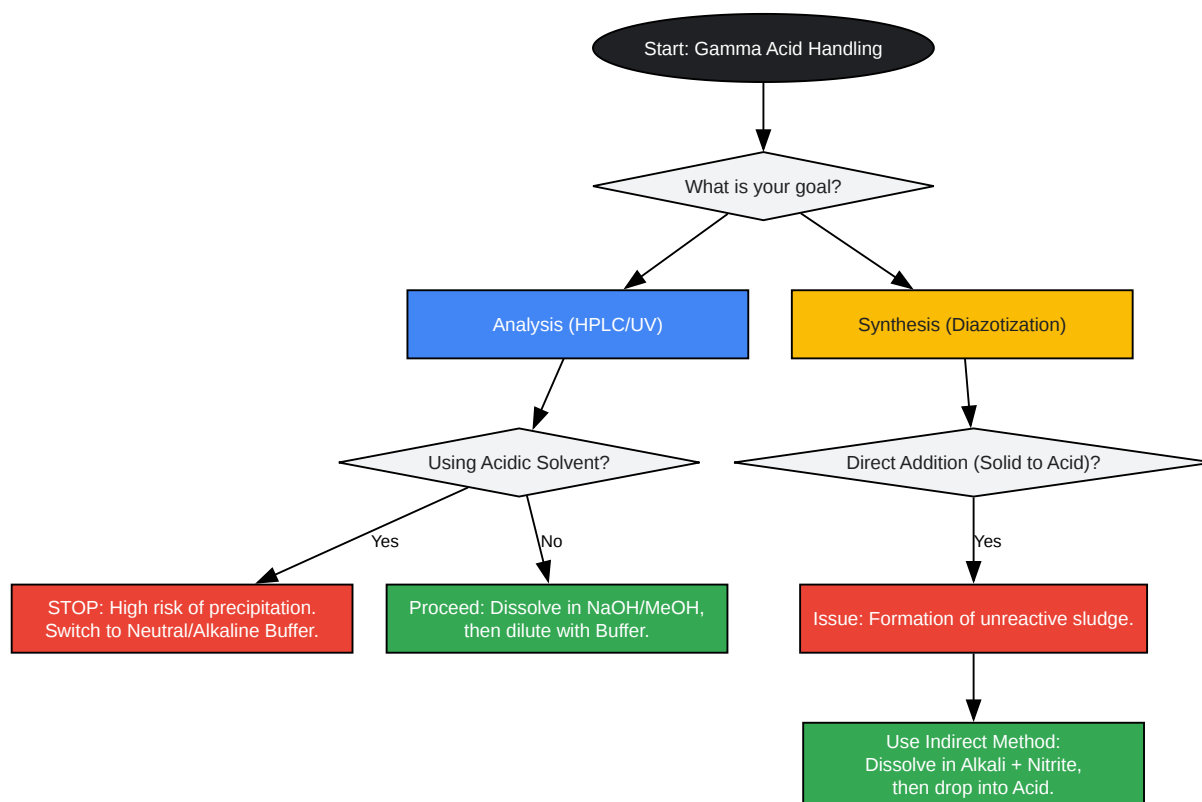 Start: Gamma Acid Handling
What is your goal?
Analysis (HPLC/UV)
Synthesis (Diazotization)
Using Acidic Solvent?
Direct Addition (Solid to Acid)?
Yes
No
Yes
STOP: High risk of precipitation.
Switch to Neutral/Alkaline Buffer.
Proceed: Dissolve in NaOH/MeOH,
then dilute with Buffer.
Issue: Formation of unreactive sludge.
Use Indirect Method:
Dissolve in Alkali + Nitrite,
then drop into Acid.